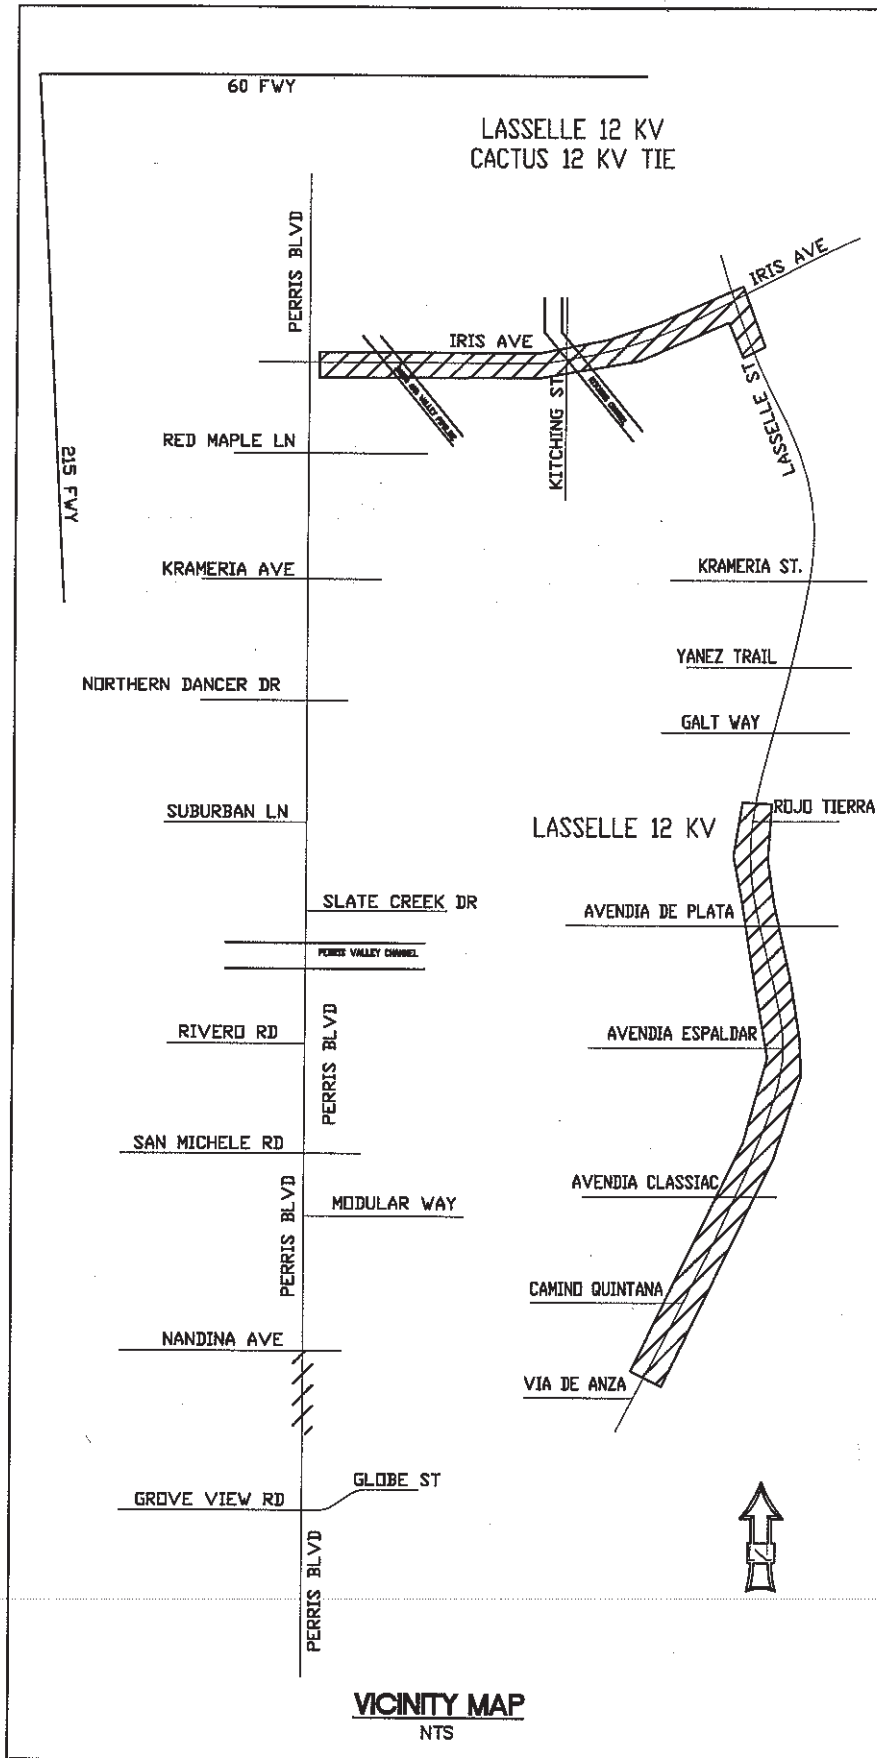 60 FWY
LASSELLE 12 KV
CACTUS 12 KV TIE
PERRIS BLVD
IRIS AVE
IRIS AVE
KITCHING ST
LASSELLE ST
215 FWY
RED MAPLE LN
KRAMERIA AVE
KRAMERIA ST.
YANEZ TRAIL
NORTHERN DANCER DR
GALT WAY
SUBURBAN LN
LASSELLE 12 KV
ROJO TIERRA
SLATE CREEK DR
AVENDIA DE PLATA
PERRIS VALLEY CHANNEL
RIVERO RD
PERRIS BLVD
AVENDIA ESPALDAR
SAN MICHELE RD
PERRIS BLVD
MODULAR WAY
AVENDIA CLASSIAC
CAMINO QUINTANA
NANDINA AVE
VIA DE ANZA
GLOBE ST
GROVE VIEW RD
PERRIS BLVD
VICINITY MAP
NTS